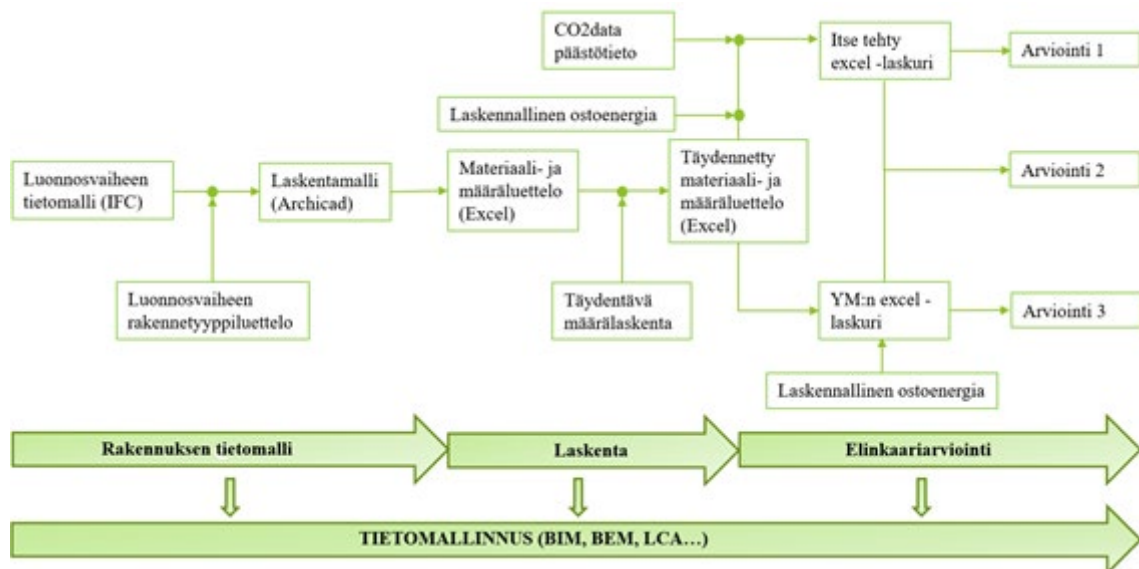 CO2data
päästötieto
Itse tehty
excel -laskuri
Arviointi 1
Laskennallinen ostoenergia
Luonnosvaiheen
tietomalli (IFC)
Laskentamalli
(Archicad)
Materiaali- ja
määräluettelo
(Excel)
Täydennetty
materiaali- ja
määräluettelo
(Excel)
Arviointi 2
Luonnosvaiheen
rakennetyyppiluettelo
Täydentävä
määrälaskenta
YM:n excel -
laskuri
Arviointi 3
Laskennallinen ostoenergia
Rakennuksen tietomalli
Laskenta
Elinkaariarviointi
TIETOMALLINNUS (BIM, BEM, LCA…)